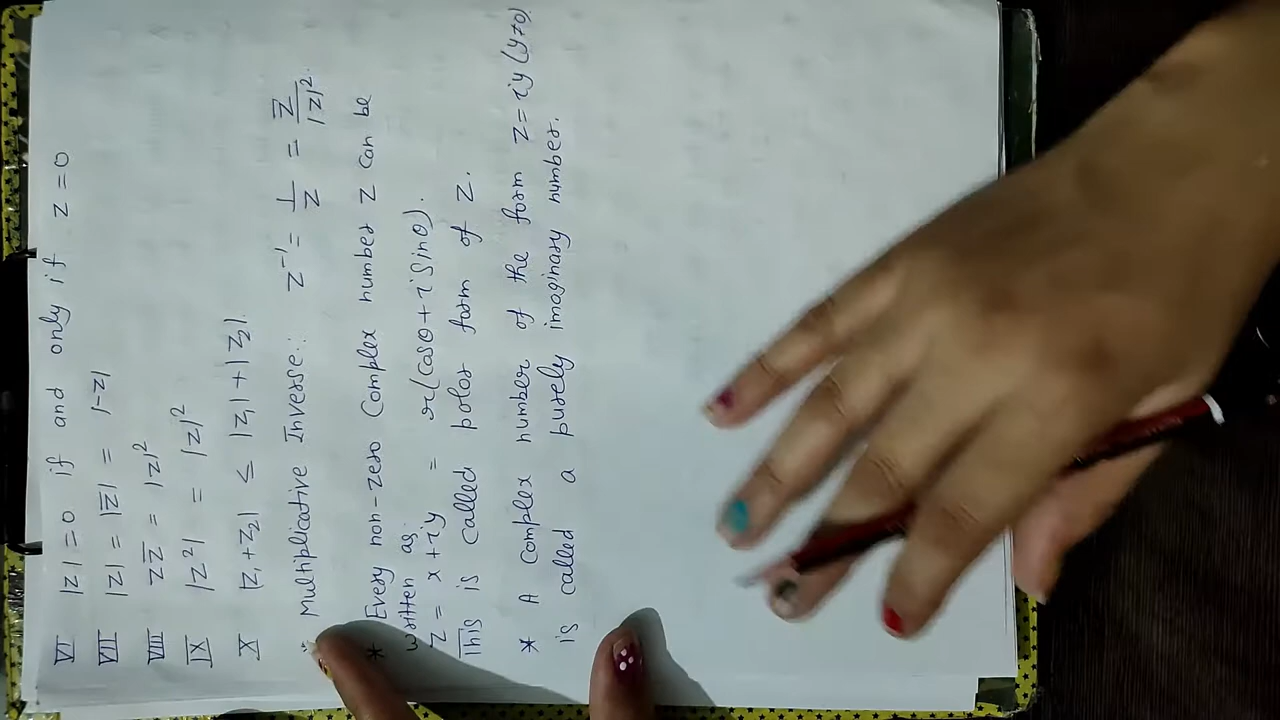 VI |z| = 0 if and only if z = 0
VII |z| = |z̅| = |-z|
VIII zz̅ = |z|²
IX |z²| = |z|²
X |z₁+z₂| ≤ |z₁| + |z₂|.
* Multiplicative Inverse:. z⁻¹ = 1/z = z̅/|z|².
* Every non-zero Complex number z can be
written as
z = x+iy = r(cosθ+isinθ).
This is called polar form of z.
* A Complex number of the form z = iy (y≠0)
is called a purely imaginary number.